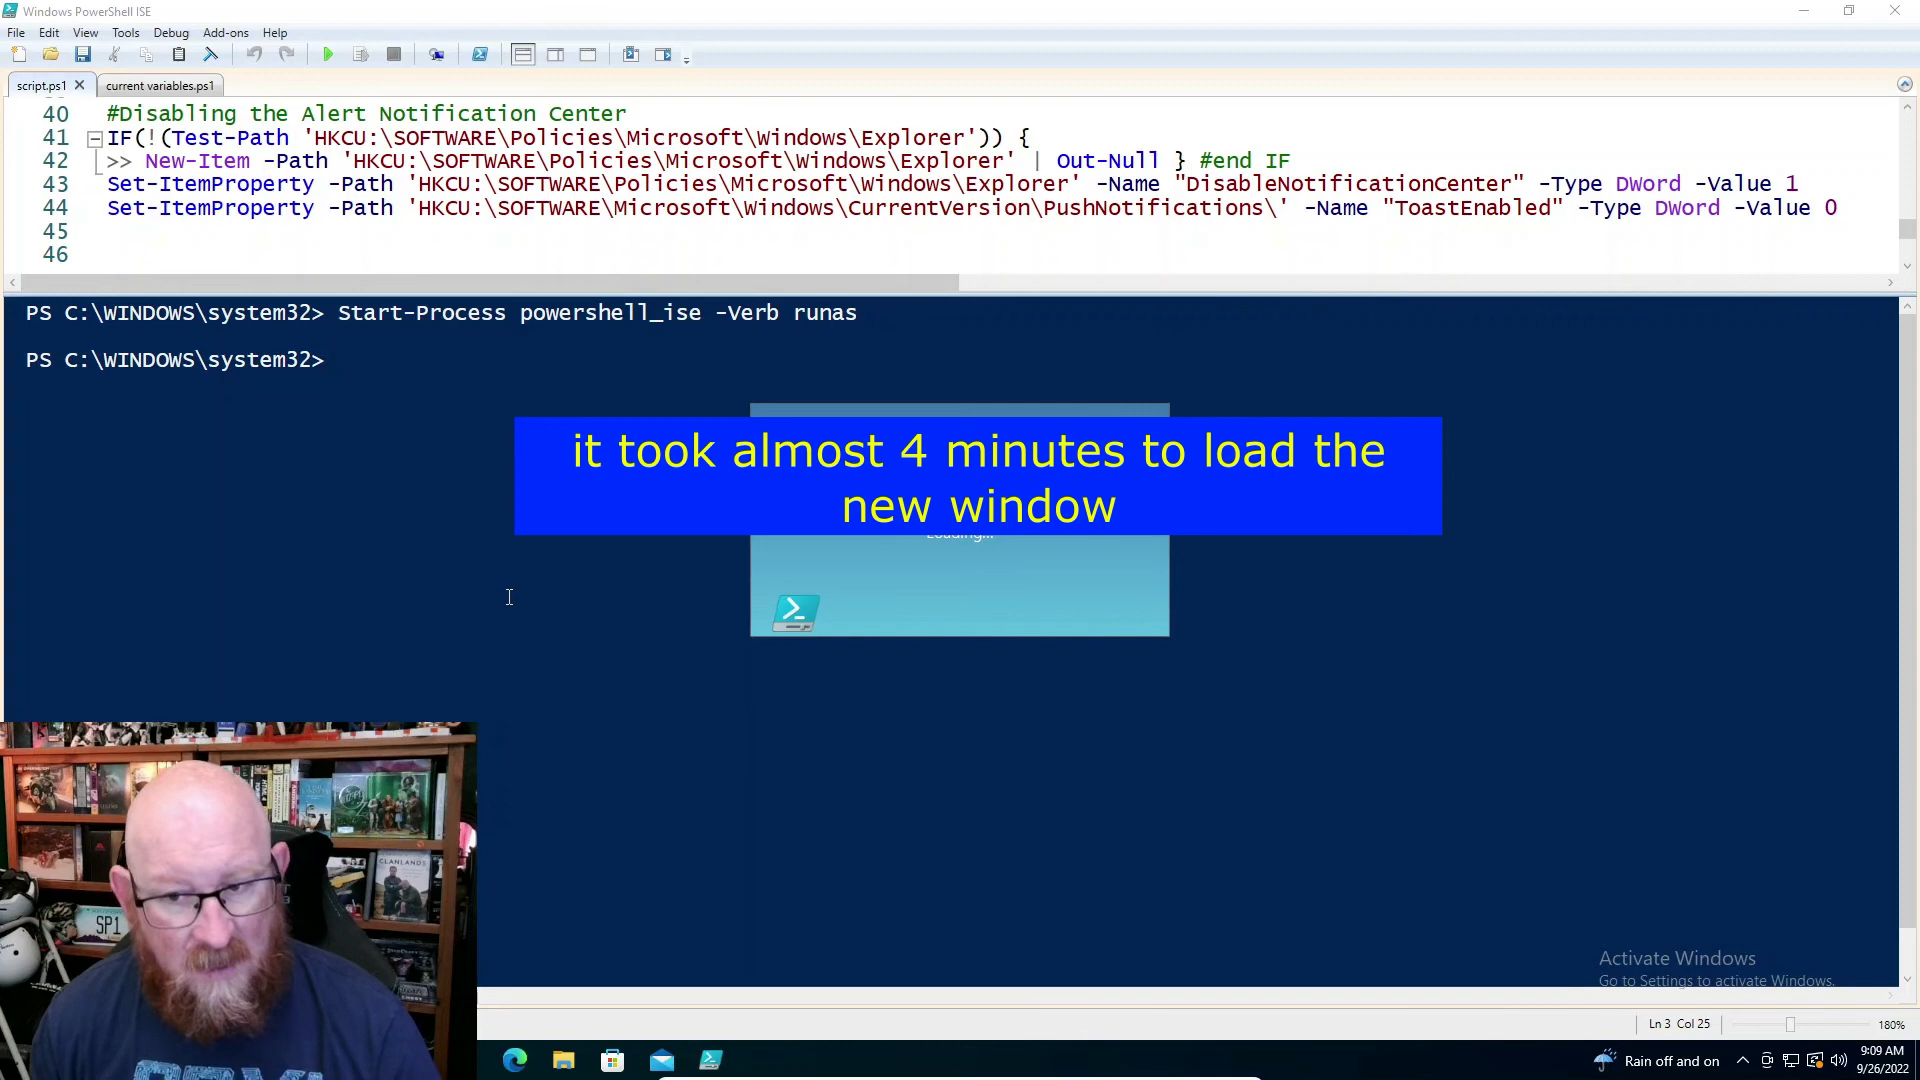 Windows PowerShell ISE
File Edit View Tools Debug Add-ons Help
script.ps1 current variables.ps1
40 #Disabling the Alert Notification Center
41 IF(!(Test-Path 'HKCU:\SOFTWARE\Policies\Microsoft\Windows\Explorer')) {
42 >> New-Item -Path 'HKCU:\SOFTWARE\Policies\Microsoft\Windows\Explorer' | Out-Null } #end IF
43 Set-ItemProperty -Path 'HKCU:\SOFTWARE\Policies\Microsoft\Windows\Explorer' -Name "DisableNotificationCenter" -Type DWord -Value 1
44 Set-ItemProperty -Path 'HKCU:\SOFTWARE\Microsoft\Windows\CurrentVersion\PushNotifications\' -Name "ToastEnabled" -Type DWord -Value 0
45
46
PS C:\WINDOWS\system32> Start-Process powershell_ise -Verb runas
PS C:\WINDOWS\system32>
it took almost 4 minutes to load the
new window
Loading...
CLANLANDS
SP1
Activate Windows
Go to Settings to activate Windows.
Ln 3 Col 25 180%
Rain off and on
9:09 AM
9/26/2022